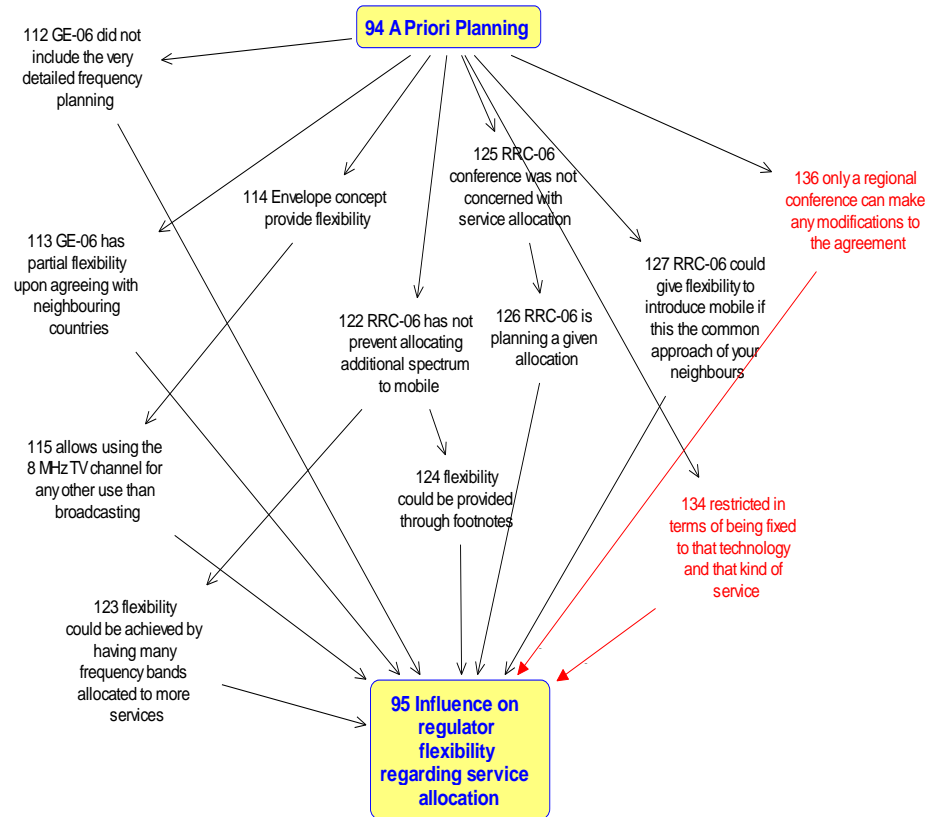 94 A Priori Planning
112 GE-06 did not
include the very
detailed frequency
planning
125 RRC-06
conference was not
concerned with
service allocation
136 only a regional
conference can make
any modifications to
the agreement
114 Envelope concept
provide flexibility
113 GE-06 has
partial flexibility
upon agreeing with
neighbouring
countries
127 RRC-06 could
give flexibility to
introduce mobile if
this the common
approach of your
neighbours
122 RRC-06 has not
prevent allocating
additional spectrum
to mobile
126 RRC-06 is
planning a given
allocation
115 allows using the
8 MHz TV channel for
any other use than
broadcasting
124 flexibility
could be provided
through footnotes
134 restricted in
terms of being fixed
to that technology
and that kind of
service
123 flexibility
could be achieved by
having many
frequency bands
allocated to more
services
95 Influence on
regulator
flexibility
regarding service
allocation